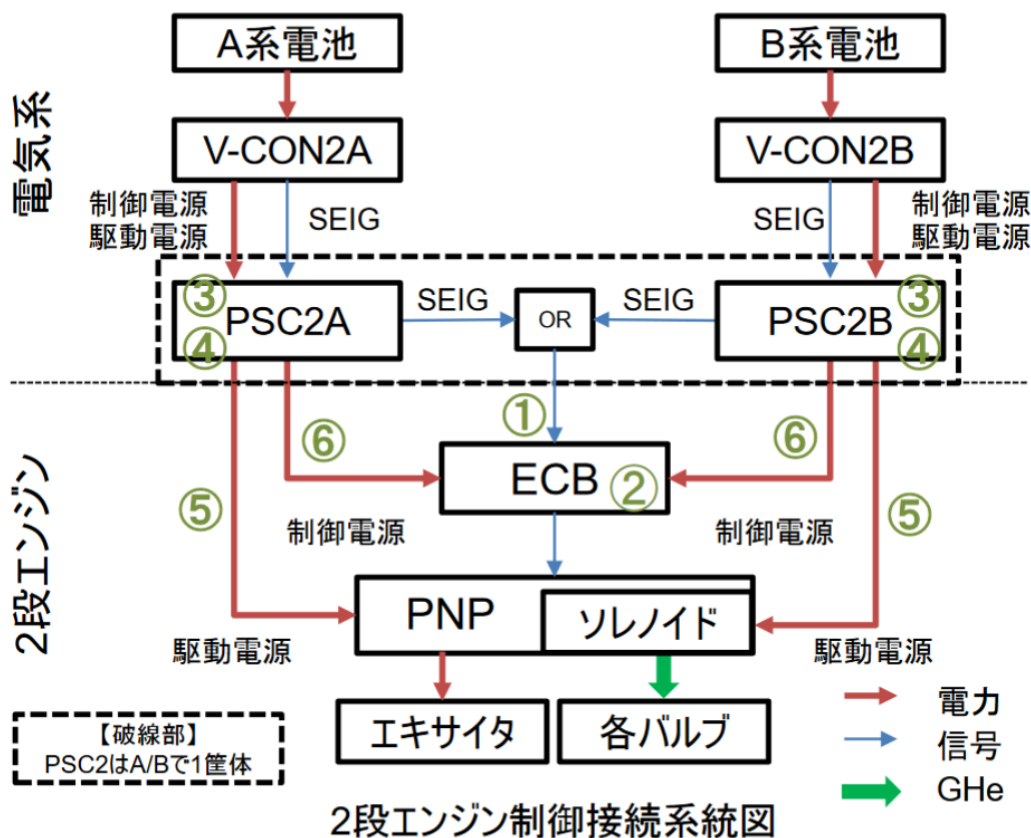 A系電池
B系電池
V-CON2A
V-CON2B
電気系
制御電源
駆動電源
SEIG
SEIG
制御電源
駆動電源
③
PSC2A
④
SEIG
OR
SEIG
③
PSC2B
④
①
⑥
⑥
ECB ②
⑤
⑤
制御電源
制御電源
2段エンジン
PNP
ソレノイド
駆動電源
駆動電源
エキサイタ
各バルブ
電力
信号
GHe
【破線部】
PSC2はA/Bで1筐体
2段エンジン制御接続系統図